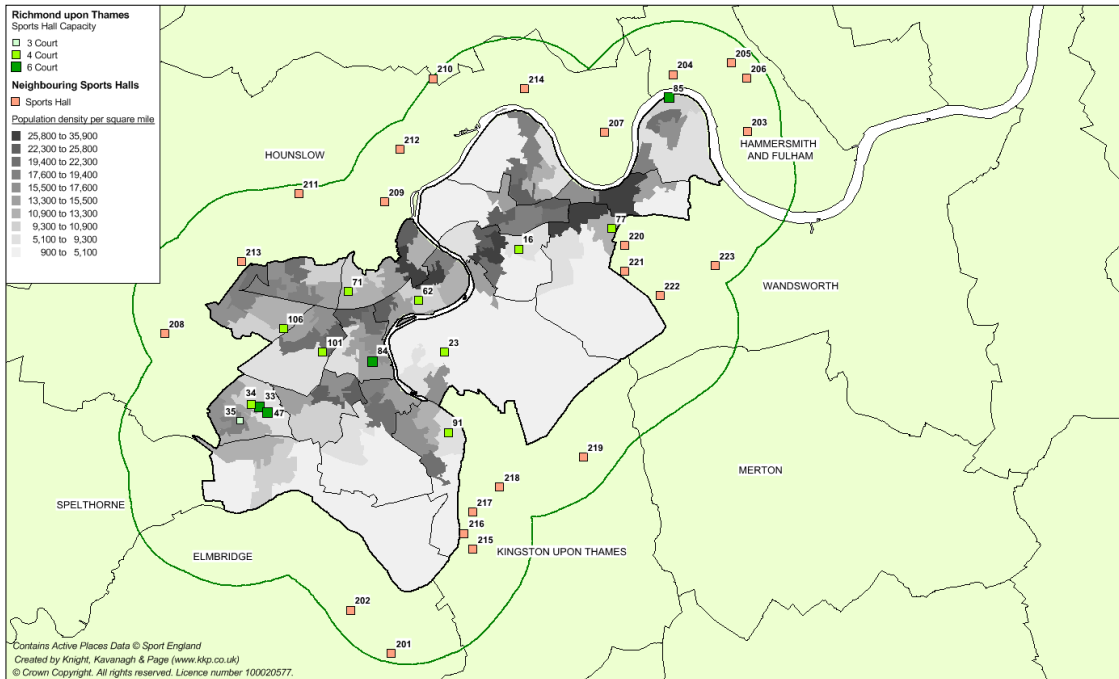 Richmond upon Thames
Sports Hall Capacity
3 Court
4 Court
6 Court
Neighbouring Sports Halls
Sports Hall
Population density per square mile
25,800 to 35,900
22,300 to 25,800
19,400 to 22,300
17,600 to 19,400
15,500 to 17,600
13,300 to 15,500
10,900 to 13,300
9,300 to 10,900
5,100 to 9,300
900 to 5,100
205
204
206
210
214
85
207
203
HAMMERSMITH
AND FULHAM
212
HOUNSLOW
211
209
77
16
220
213
221
223
71
62
222
WANDSWORTH
106
208
101
84
23
34
33
35
47
91
219
MERTON
218
SPELTHORNE
217
216
215
KINGSTON UPON THAMES
ELMBRIDGE
202
201
Contains Active Places Data © Sport England
Created by Knight, Kavanagh & Page (www.kkp.co.uk)
© Crown Copyright. All rights reserved. Licence number 100020577.